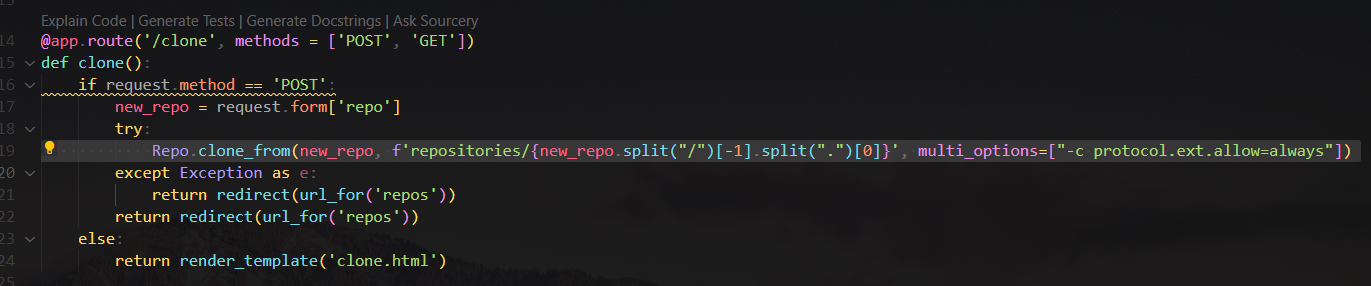 Explain Code | Generate Tests | Generate Docstrings | Ask Sourcery
14 @app.route('/clone', methods = ['POST', 'GET'])
15 def clone():
16     if request.method == 'POST':
17         new_repo = request.form['repo']
18         try:
19             Repo.clone_from(new_repo, f'repositories/{new_repo.split("/")[-1].split(".")[0]}', multi_options=["-c protocol.ext.allow=always"])
20         except Exception as e:
21             return redirect(url_for('repos'))
22         return redirect(url_for('repos'))
23     else:
24         return render_template('clone.html')
25